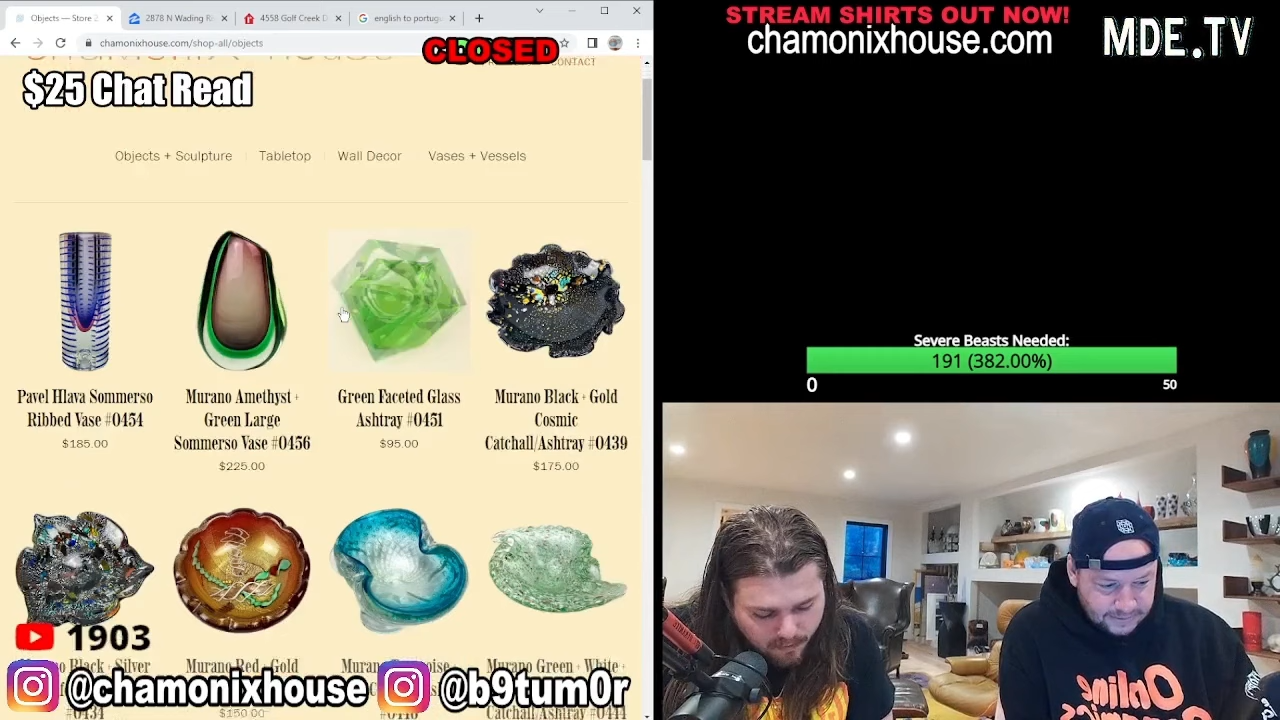 Objects — Store
2878 N Wading Ri
4558 Golf Creek D
english to portug
chamonixhouse.com/shop-all/objects
CLOSED
CONTACT
$25 Chat Read
Objects + Sculpture
Tabletop
Wall Decor
Vases + Vessels
Pavel Hlava Sommerso
Ribbed Vase #0454
$185.00
Murano Amethyst +
Green Large
Sommerso Vase #0456
$225.00
Green Faceted Glass
Ashtray #0451
$95.00
Murano Black + Gold
Cosmic
Catchall/Ashtray #0439
$175.00
1903
Black + Silver
Murano Red + Gold
$150.00
Murano Green + White +
Catchall/Ashtray #0444
@chamonixhouse
@b9tum0r
STREAM SHIRTS OUT NOW!
chamonixhouse.com
MDE.TV
Severe Beasts Needed:
191 (382.00%)
0
50
Online